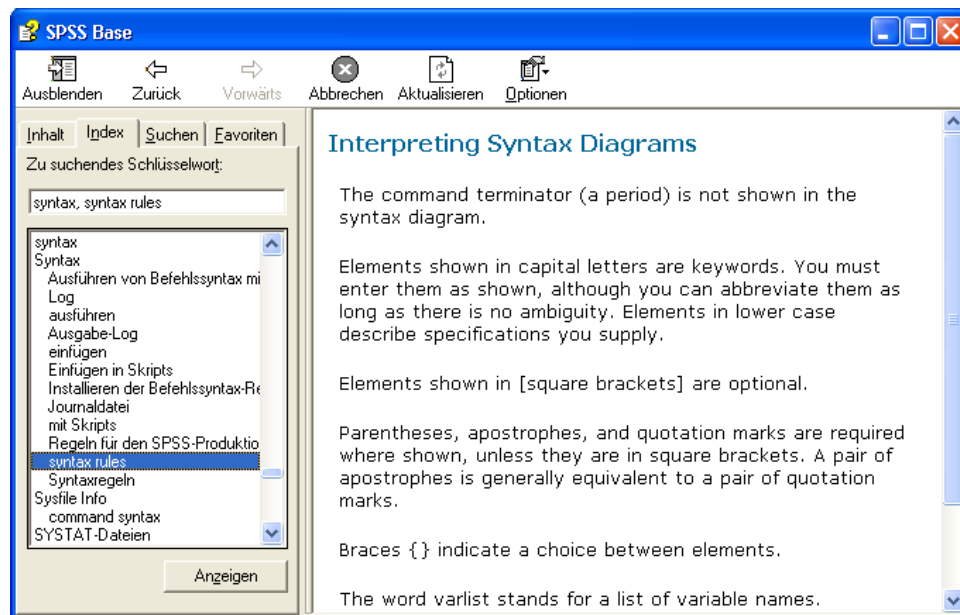 SPSS Base
Ausblenden Zurück Vorwärts Abbrechen Aktualisieren Optionen
Inhalt Index Suchen Favoriten
Zu suchendes Schlüsselwort:
syntax, syntax rules
syntax
Syntax
Ausführen von Befehlssyntax mi
Log
ausführen
Ausgabe-Log
einfügen
Einfügen in Skripts
Installieren der Befehlssyntax-Re
Journaldatei
mit Skripts
Regeln für den SPSS-Produktio
syntax rules
Syntaxregeln
Sysfile Info
command syntax
SYSTAT-Dateien
Anzeigen
Interpreting Syntax Diagrams
The command terminator (a period) is not shown in the
syntax diagram.
Elements shown in capital letters are keywords. You must
enter them as shown, although you can abbreviate them as
long as there is no ambiguity. Elements in lower case
describe specifications you supply.
Elements shown in [square brackets] are optional.
Parentheses, apostrophes, and quotation marks are required
where shown, unless they are in square brackets. A pair of
apostrophes is generally equivalent to a pair of quotation
marks.
Braces {} indicate a choice between elements.
The word varlist stands for a list of variable names.